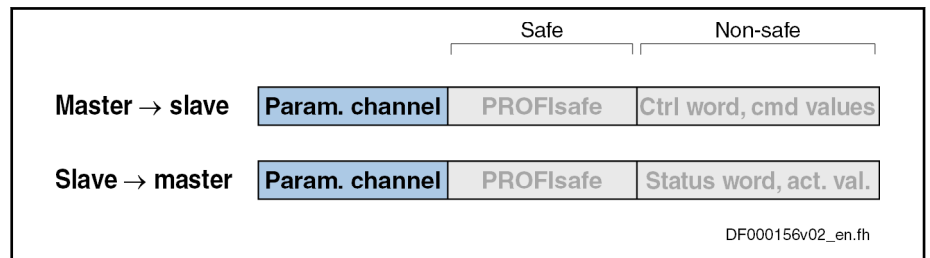 Safe Non-safe
Master → slave Param. channel PROFIsafe Ctrl word, cmd values
Slave → master Param. channel PROFIsafe Status word, act. val.
DF000156v02_en.fh